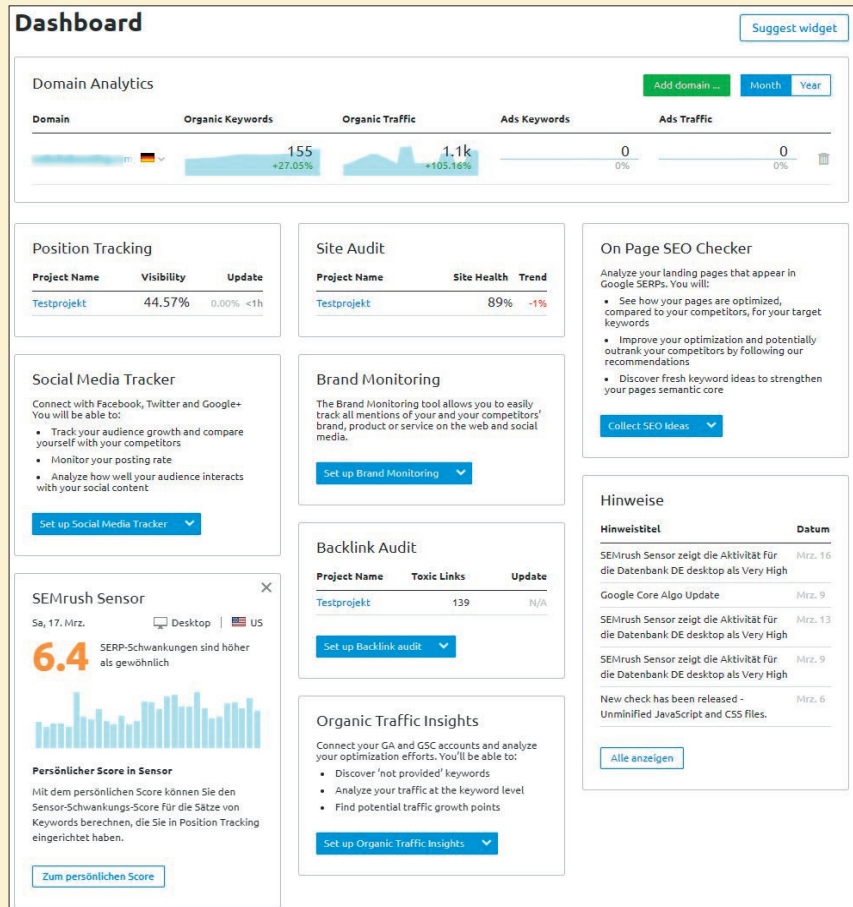 Dashboard
Suggest widget
Domain Analytics
Add domain ...
Month
Year
Domain
Organic Keywords
Organic Traffic
Ads Keywords
Ads Traffic
155
+27.05%
1.1k
+105.16%
0
0%
0
0%
Position Tracking
Project Name Visibility Update
Testprojekt 44.57% 0.00% <1h
Site Audit
Project Name Site Health Trend
Testprojekt 89% -1%
On Page SEO Checker
Analyze your landing pages that appear in
Google SERPs. You will:
• See how your pages are optimized,
compared to your competitors, for your target
keywords
• Improve your optimization and potentially
outrank your competitors by following our
recommendations
• Discover fresh keyword ideas to strengthen
your pages semantic core
Collect SEO Ideas
Social Media Tracker
Connect with Facebook, Twitter and Google+
You will be able to:
• Track your audience growth and compare
yourself with your competitors
• Monitor your posting rate
• Analyze how well your audience interacts
with your social content
Set up Social Media Tracker
Brand Monitoring
The Brand Monitoring tool allows you to easily
track all mentions of your and your competitors'
brand, product or service on the web and social
media.
Set up Brand Monitoring
Hinweise
Hinweistitel Datum
SEMrush Sensor zeigt die Aktivität für Mrz. 16
die Datenbank DE desktop als Very High
Google Core Algo Update Mrz. 9
SEMrush Sensor zeigt die Aktivität für Mrz. 13
die Datenbank DE desktop als Very High
SEMrush Sensor zeigt die Aktivität für Mrz. 9
die Datenbank DE desktop als Very High
New check has been released - Mrz. 6
Unminified JavaScript and CSS files.
Alle anzeigen
Backlink Audit
Project Name Toxic Links Update
Testprojekt 139 N/A
Set up Backlink audit
SEMrush Sensor
Sa, 17. Mrz. Desktop | US
6.4
SERP-Schwankungen sind höher
als gewöhnlich
Persönlicher Score in Sensor
Mit dem persönlichen Score können Sie den
Sensor-Schwankungs-Score für die Sätze von
Keywords berechnen, die Sie in Position Tracking
eingerichtet haben.
Zum persönlichen Score
Organic Traffic Insights
Connect your GA and GSC accounts and analyze
your optimization efforts. You'll be able to:
• Discover 'not provided' keywords
• Analyze your traffic at the keyword level
• Find potential traffic growth points
Set up Organic Traffic Insights